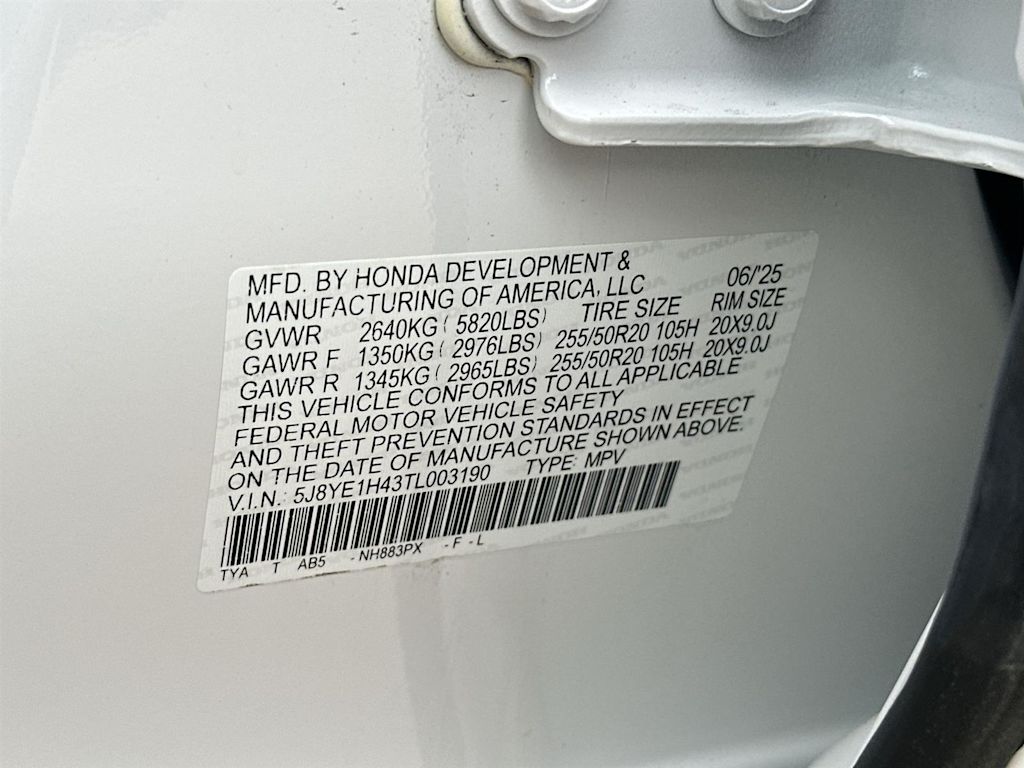 MFD. BY HONDA DEVELOPMENT &
MANUFACTURING OF AMERICA, LLC 06/'25
GVWR 2640KG ( 5820LBS) TIRE SIZE RIM SIZE
GAWR F 1350KG ( 2976LBS) 255/50R20 105H 20X9.0J
GAWR R 1345KG ( 2965LBS) 255/50R20 105H 20X9.0J
THIS VEHICLE CONFORMS TO ALL APPLICABLE
FEDERAL MOTOR VEHICLE SAFETY
AND THEFT PREVENTION STANDARDS IN EFFECT
ON THE DATE OF MANUFACTURE SHOWN ABOVE.
V.I.N.: 5J8YE1H43TL003190 TYPE: MPV
TYA T AB5 - NH883PX - F - L